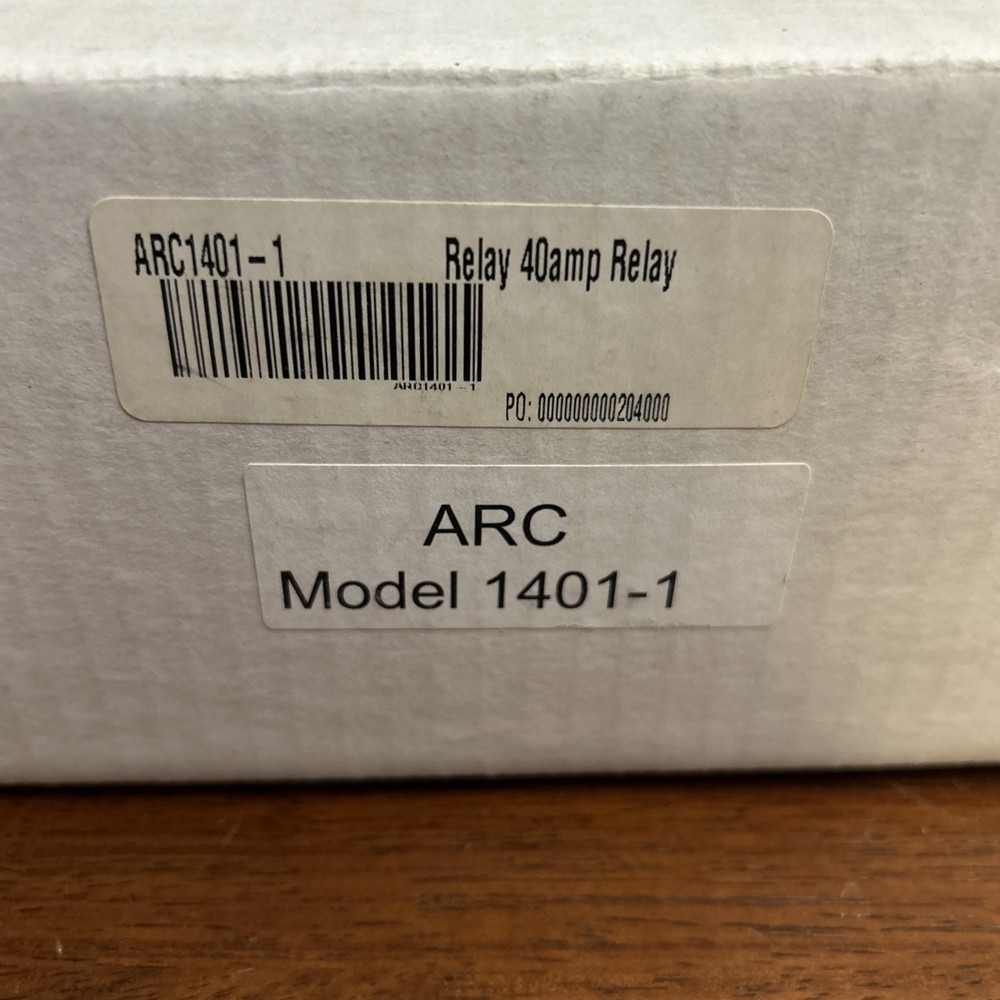 ARC1401-1 Relay 40amp Relay
ARC1401-1
PO: 000000000204000
ARC
Model 1401-1